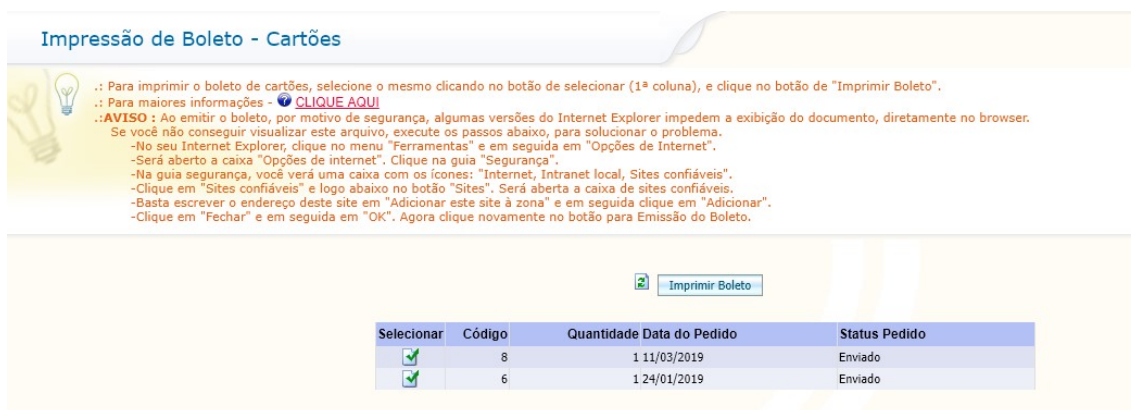 Impressão de Boleto - Cartões
.: Para imprimir o boleto de cartões, selecione o mesmo clicando no botão de selecionar (1ª coluna), e clique no botão de "Imprimir Boleto".
.: Para maiores informações - CLIQUE AQUI
.:AVISO : Ao emitir o boleto, por motivo de segurança, algumas versões do Internet Explorer impedem a exibição do documento, diretamente no browser.
Se você não conseguir visualizar este arquivo, execute os passos abaixo, para solucionar o problema.
-No seu Internet Explorer, clique no menu "Ferramentas" e em seguida em "Opções de Internet".
-Será aberto a caixa "Opções de internet". Clique na guia "Segurança".
-Na guia segurança, você verá uma caixa com os ícones: "Internet, Intranet local, Sites confiáveis".
-Clique em "Sites confiáveis" e logo abaixo no botão "Sites". Será aberta a caixa de sites confiáveis.
-Basta escrever o endereço deste site em "Adicionar este site à zona" e em seguida clique em "Adicionar".
-Clique em "Fechar" e em seguida em "OK". Agora clique novamente no botão para Emissão do Boleto.
Imprimir Boleto
Selecionar Código Quantidade Data do Pedido Status Pedido
8 1 11/03/2019 Enviado
6 1 24/01/2019 Enviado